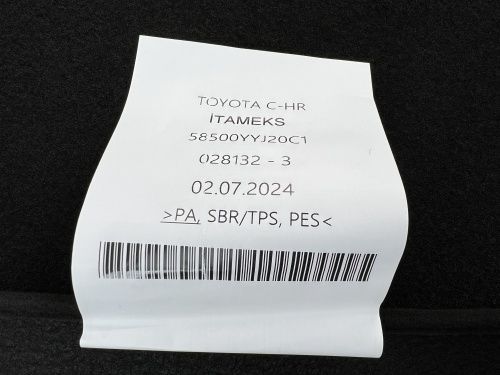 TOYOTA C-HR
İTAMEKS
58500YYJ20C1
028132 - 3
02.07.2024
>PA, SBR/TPS, PES<